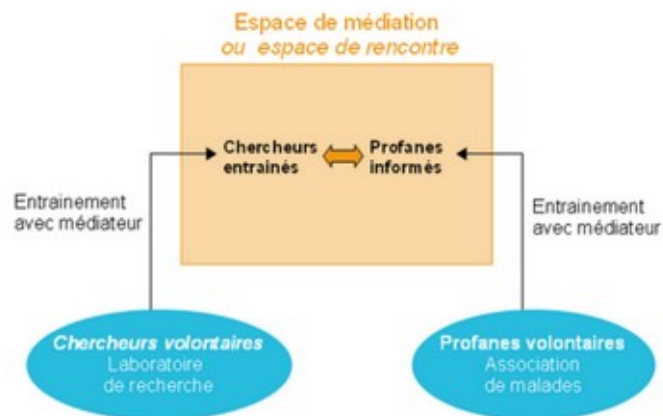 Espace de médiation
ou espace de rencontre
Chercheurs
entraînés
Profanes
informés
Entrainement
avec médiateur
Entrainement
avec médiateur
Chercheurs volontaires
Laboratoire
de recherche
Profanes volontaires
Association
de malades